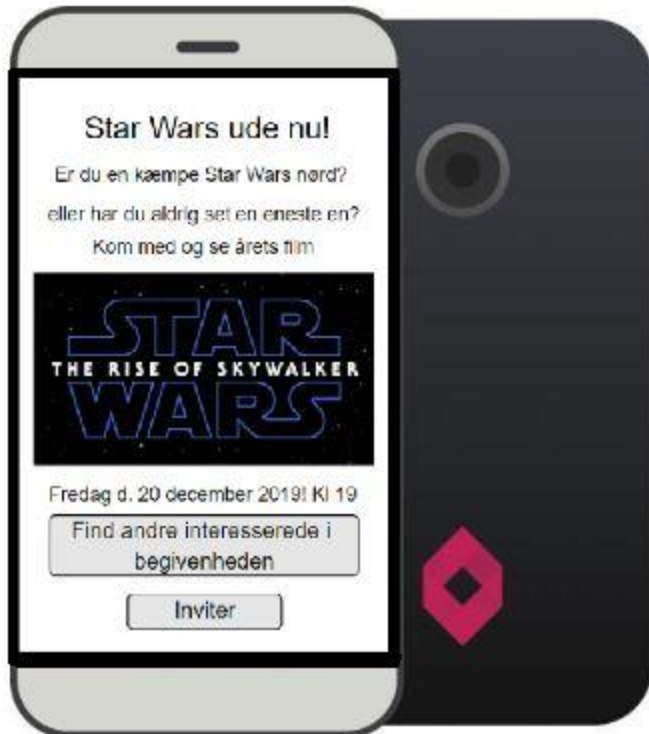 Star Wars ude nu!
Er du en kæmpe Star Wars nørd?
eller har du aldrig set en eneste en?
Kom med og se årets film
STAR
THE RISE OF SKYWALKER
WARS
Fredag d. 20 december 2019! Kl 19
Find andre interesserede i
begivenheden
Inviter